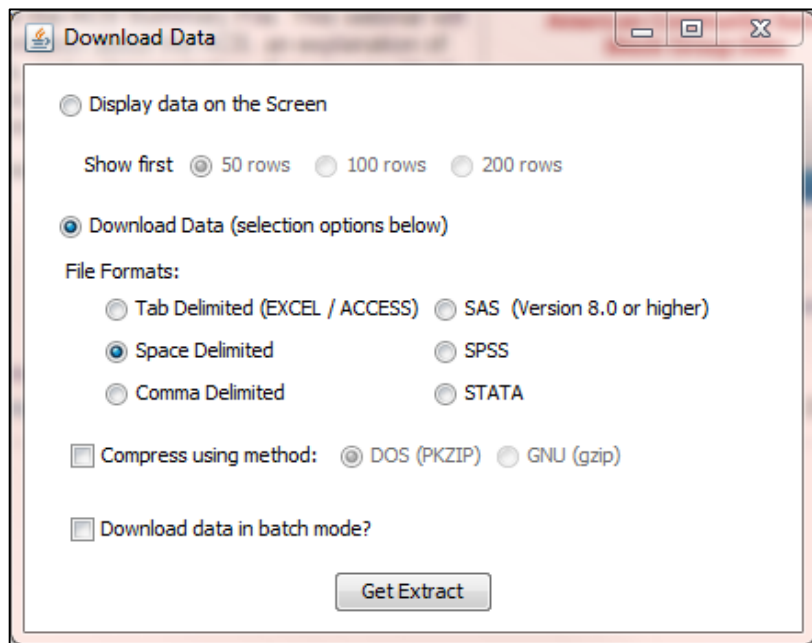 Download Data
Display data on the Screen
Show first 50 rows 100 rows 200 rows
Download Data (selection options below)
File Formats:
Tab Delimited (EXCEL / ACCESS) SAS (Version 8.0 or higher)
Space Delimited SPSS
Comma Delimited STATA
Compress using method: DOS (PKZIP) GNU (gzip)
Download data in batch mode?
Get Extract